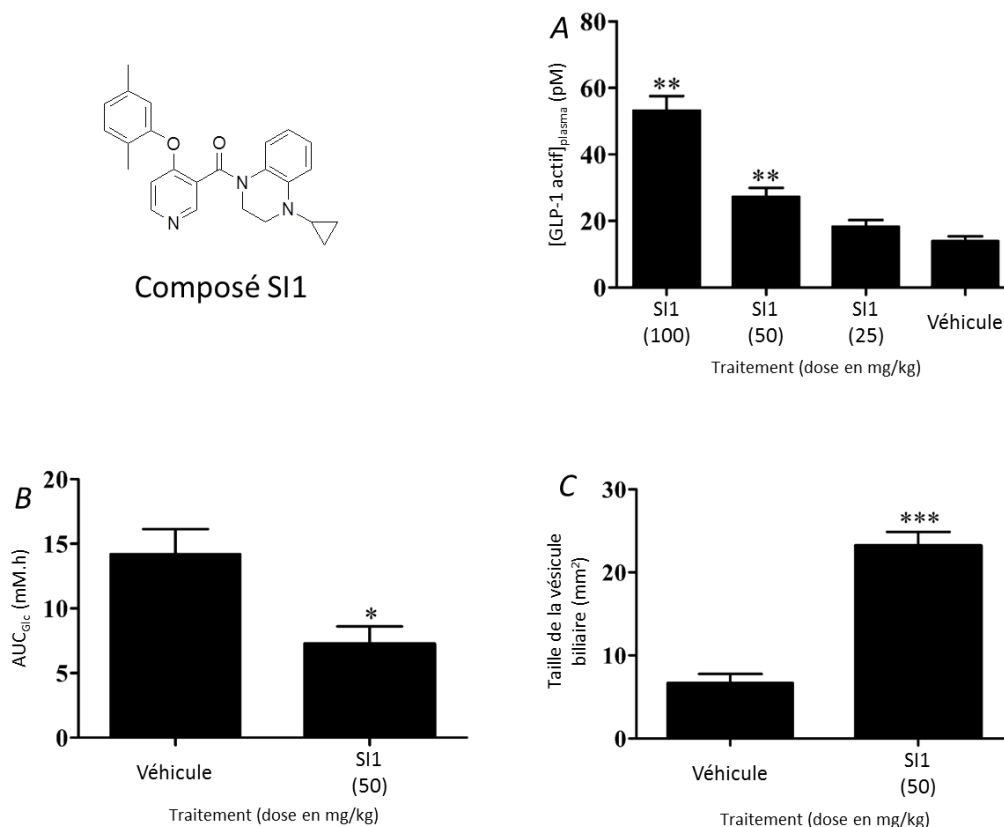 O
O
N
N
N
Composé SI1
A
[GLP-1 actif]plasma (pM)
80
60
40
20
0
**
**
SI1
(100)
SI1
(50)
SI1
(25)
Véhicule
Traitement (dose en mg/kg)
B
AUCGlc (mM.h)
20
15
10
5
0
*
Véhicule
SI1
(50)
Traitement (dose en mg/kg)
C
Taille de la vésicule
biliaire (mm²)
30
20
10
0
***
Véhicule
SI1
(50)
Traitement (dose en mg/kg)